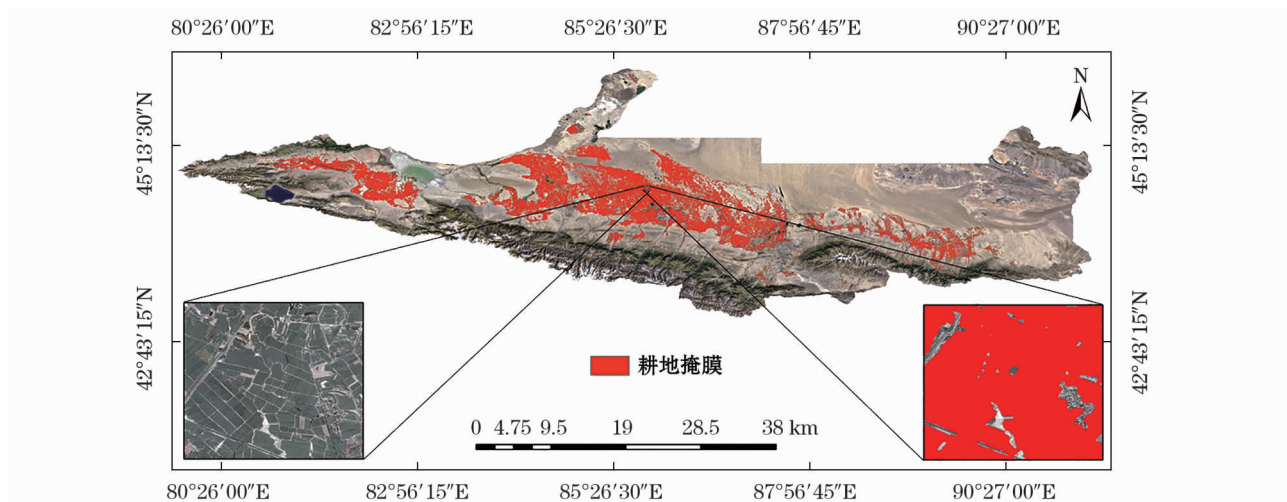 80°26′00″E 82°56′15″E 85°26′30″E 87°56′45″E 90°27′00″E
N
45°13′30″N
45°13′30″N
42°43′15″N
42°43′15″N
耕地掩膜
0 4.75 9.5 19 28.5 38 km
80°26′00″E 82°56′15″E 85°26′30″E 87°56′45″E 90°27′00″E